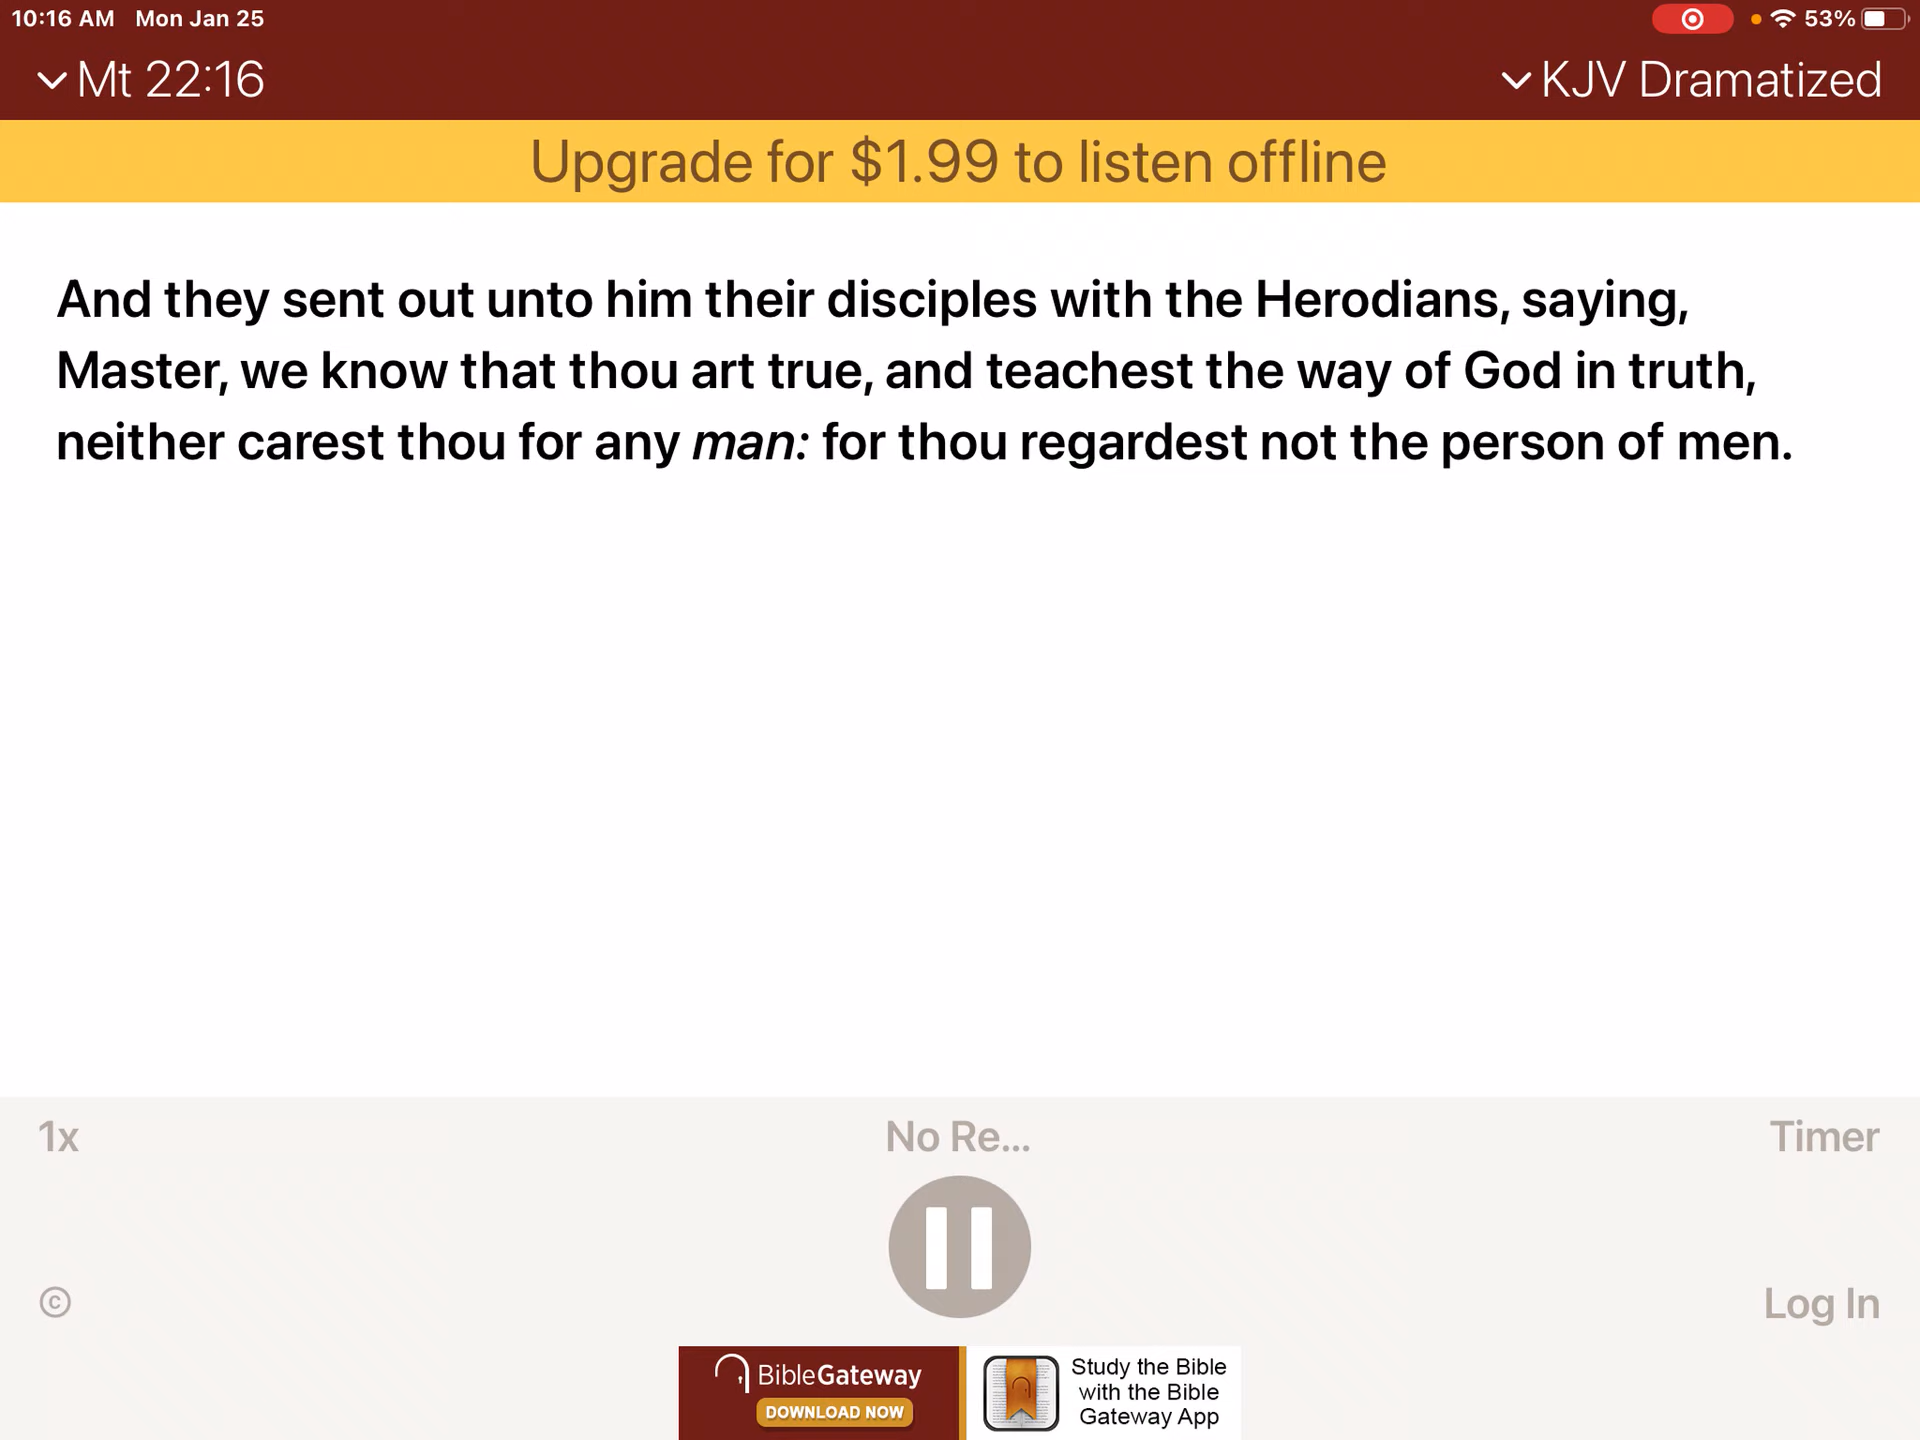 10:16 AM Mon Jan 25
53%
Mt 22:16
KJV Dramatized
Upgrade for $1.99 to listen offline
And they sent out unto him their disciples with the Herodians, saying,
Master, we know that thou art true, and teachest the way of God in truth,
neither carest thou for any man: for thou regardest not the person of men.
1x
No Re...
Timer
©
Log In
BibleGateway
DOWNLOAD NOW
Study the Bible
with the Bible
Gateway App